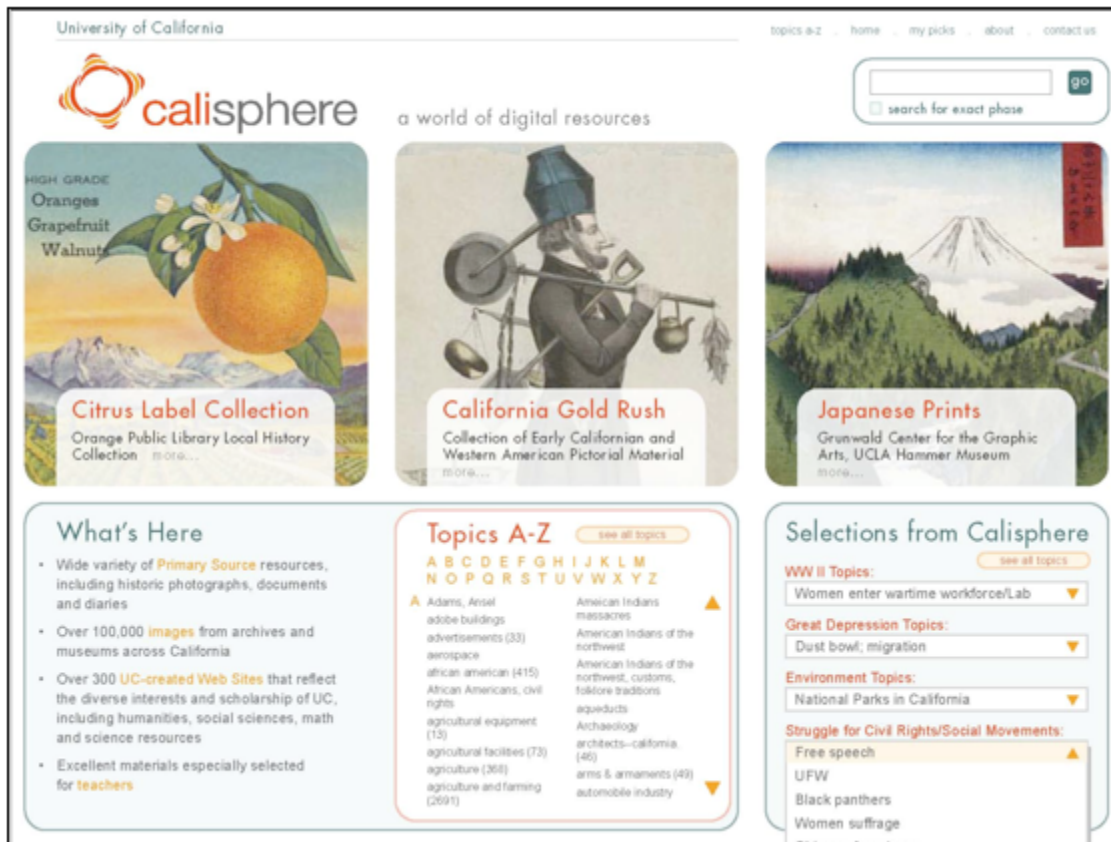 University of California
topics a-z . home . my picks . about . contact us
calisphere
a world of digital resources
go
search for exact phase
HIGH GRADE
Oranges
Grapefruit
Walnuts
Citrus Label Collection
Orange Public Library Local History
Collection more...
California Gold Rush
Collection of Early Californian and
Western American Pictorial Material
more...
Japanese Prints
Grunwald Center for the Graphic
Arts, UCLA Hammer Museum
more...
What's Here
• Wide variety of Primary Source resources,
including historic photographs, documents
and diaries
• Over 100,000 images from archives and
museums across California
• Over 300 UC-created Web Sites that reflect
the diverse interests and scholarship of UC,
including humanities, social sciences, math
and science resources
• Excellent materials especially selected
for teachers
Topics A-Z
see all topics
A B C D E F G H I J K L M
N O P Q R S T U V W X Y Z
A
Adams, Ansel
adobe buildings
advertisements (33)
aerospace
african american (415)
African Americans, civil
rights
agricultural equipment
(13)
agricultural facilities (73)
agriculture (268)
agriculture and farming
(2691)
Ameican Indians
massacres
American Indians of the
northwest
American Indians of the
northwest, customs,
folklore traditions
aqueducts
Archaeology
architects--california
(46)
arms & armaments (49)
automobile industry
Selections from Calisphere
see all topics
WW II Topics:
Women enter wartime workforce/Lab
Great Depression Topics:
Dust bowl; migration
Environment Topics:
National Parks in California
Struggle for Civil Rights/Social Movements:
Free speech
UFW
Black panthers
Women suffrage